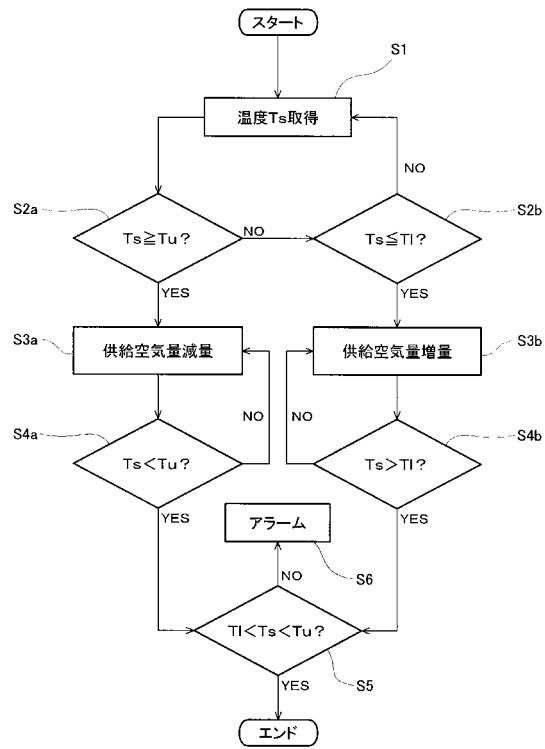 スタート
S1
温度Ts取得
NO
S2a
S2b
Ts≧Tu?
NO
Ts≦Tl?
YES
YES
S3a
供給空気量減量
供給空気量増量
S3b
NO
NO
S4a
S4b
Ts<Tu?
Ts>Tl?
YES
アラーム
YES
S6
NO
Tl<Ts<Tu?
S5
YES
エンド